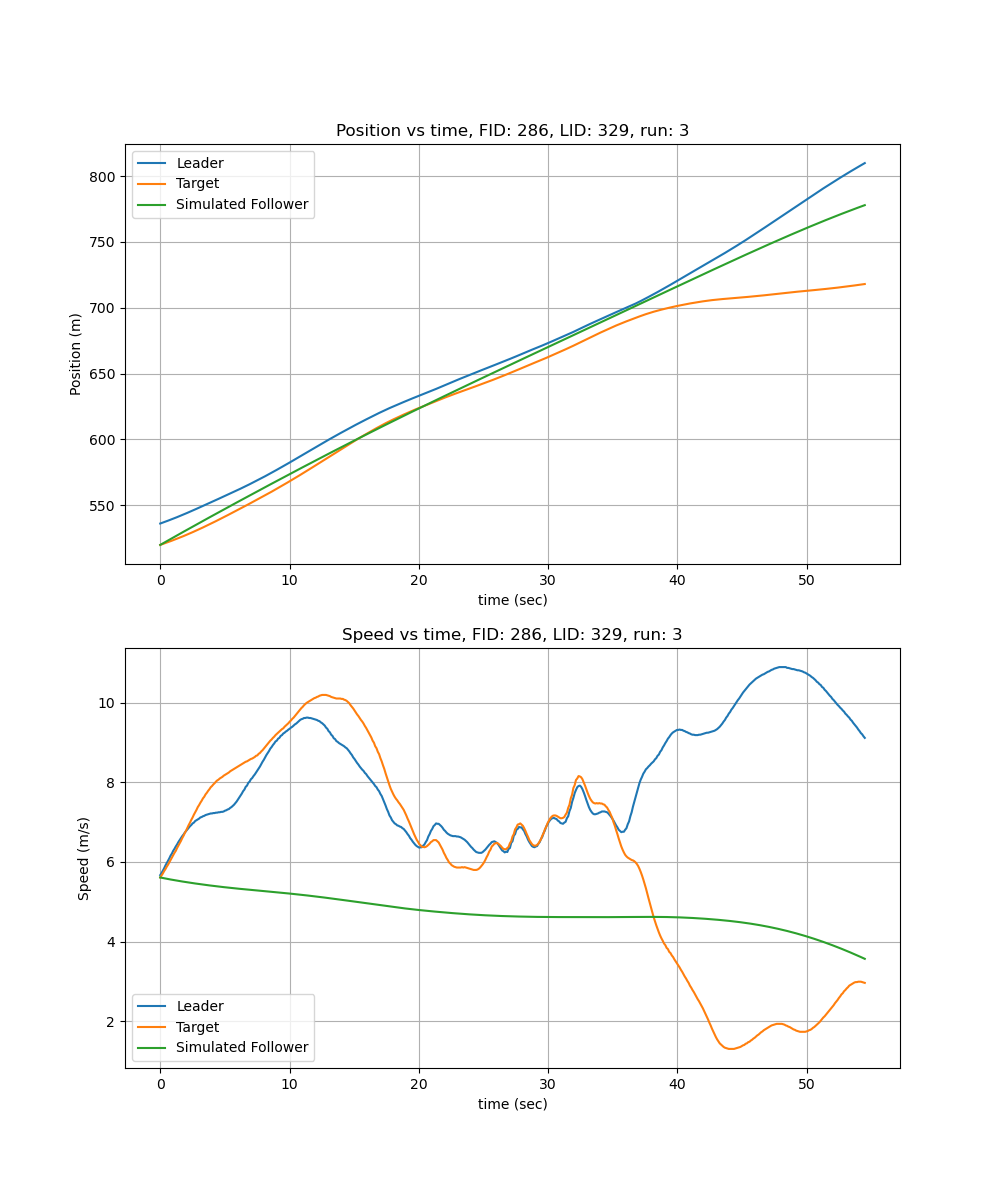 Position vs time, FID: 286, LID: 329, run: 3
Leader
Target
Simulated Follower
800
750
700
650
600
550
Position (m)
0 10 20 30 40 50
time (sec)
Speed vs time, FID: 286, LID: 329, run: 3
10
8
6
4
2
Speed (m/s)
Leader
Target
Simulated Follower
0 10 20 30 40 50
time (sec)